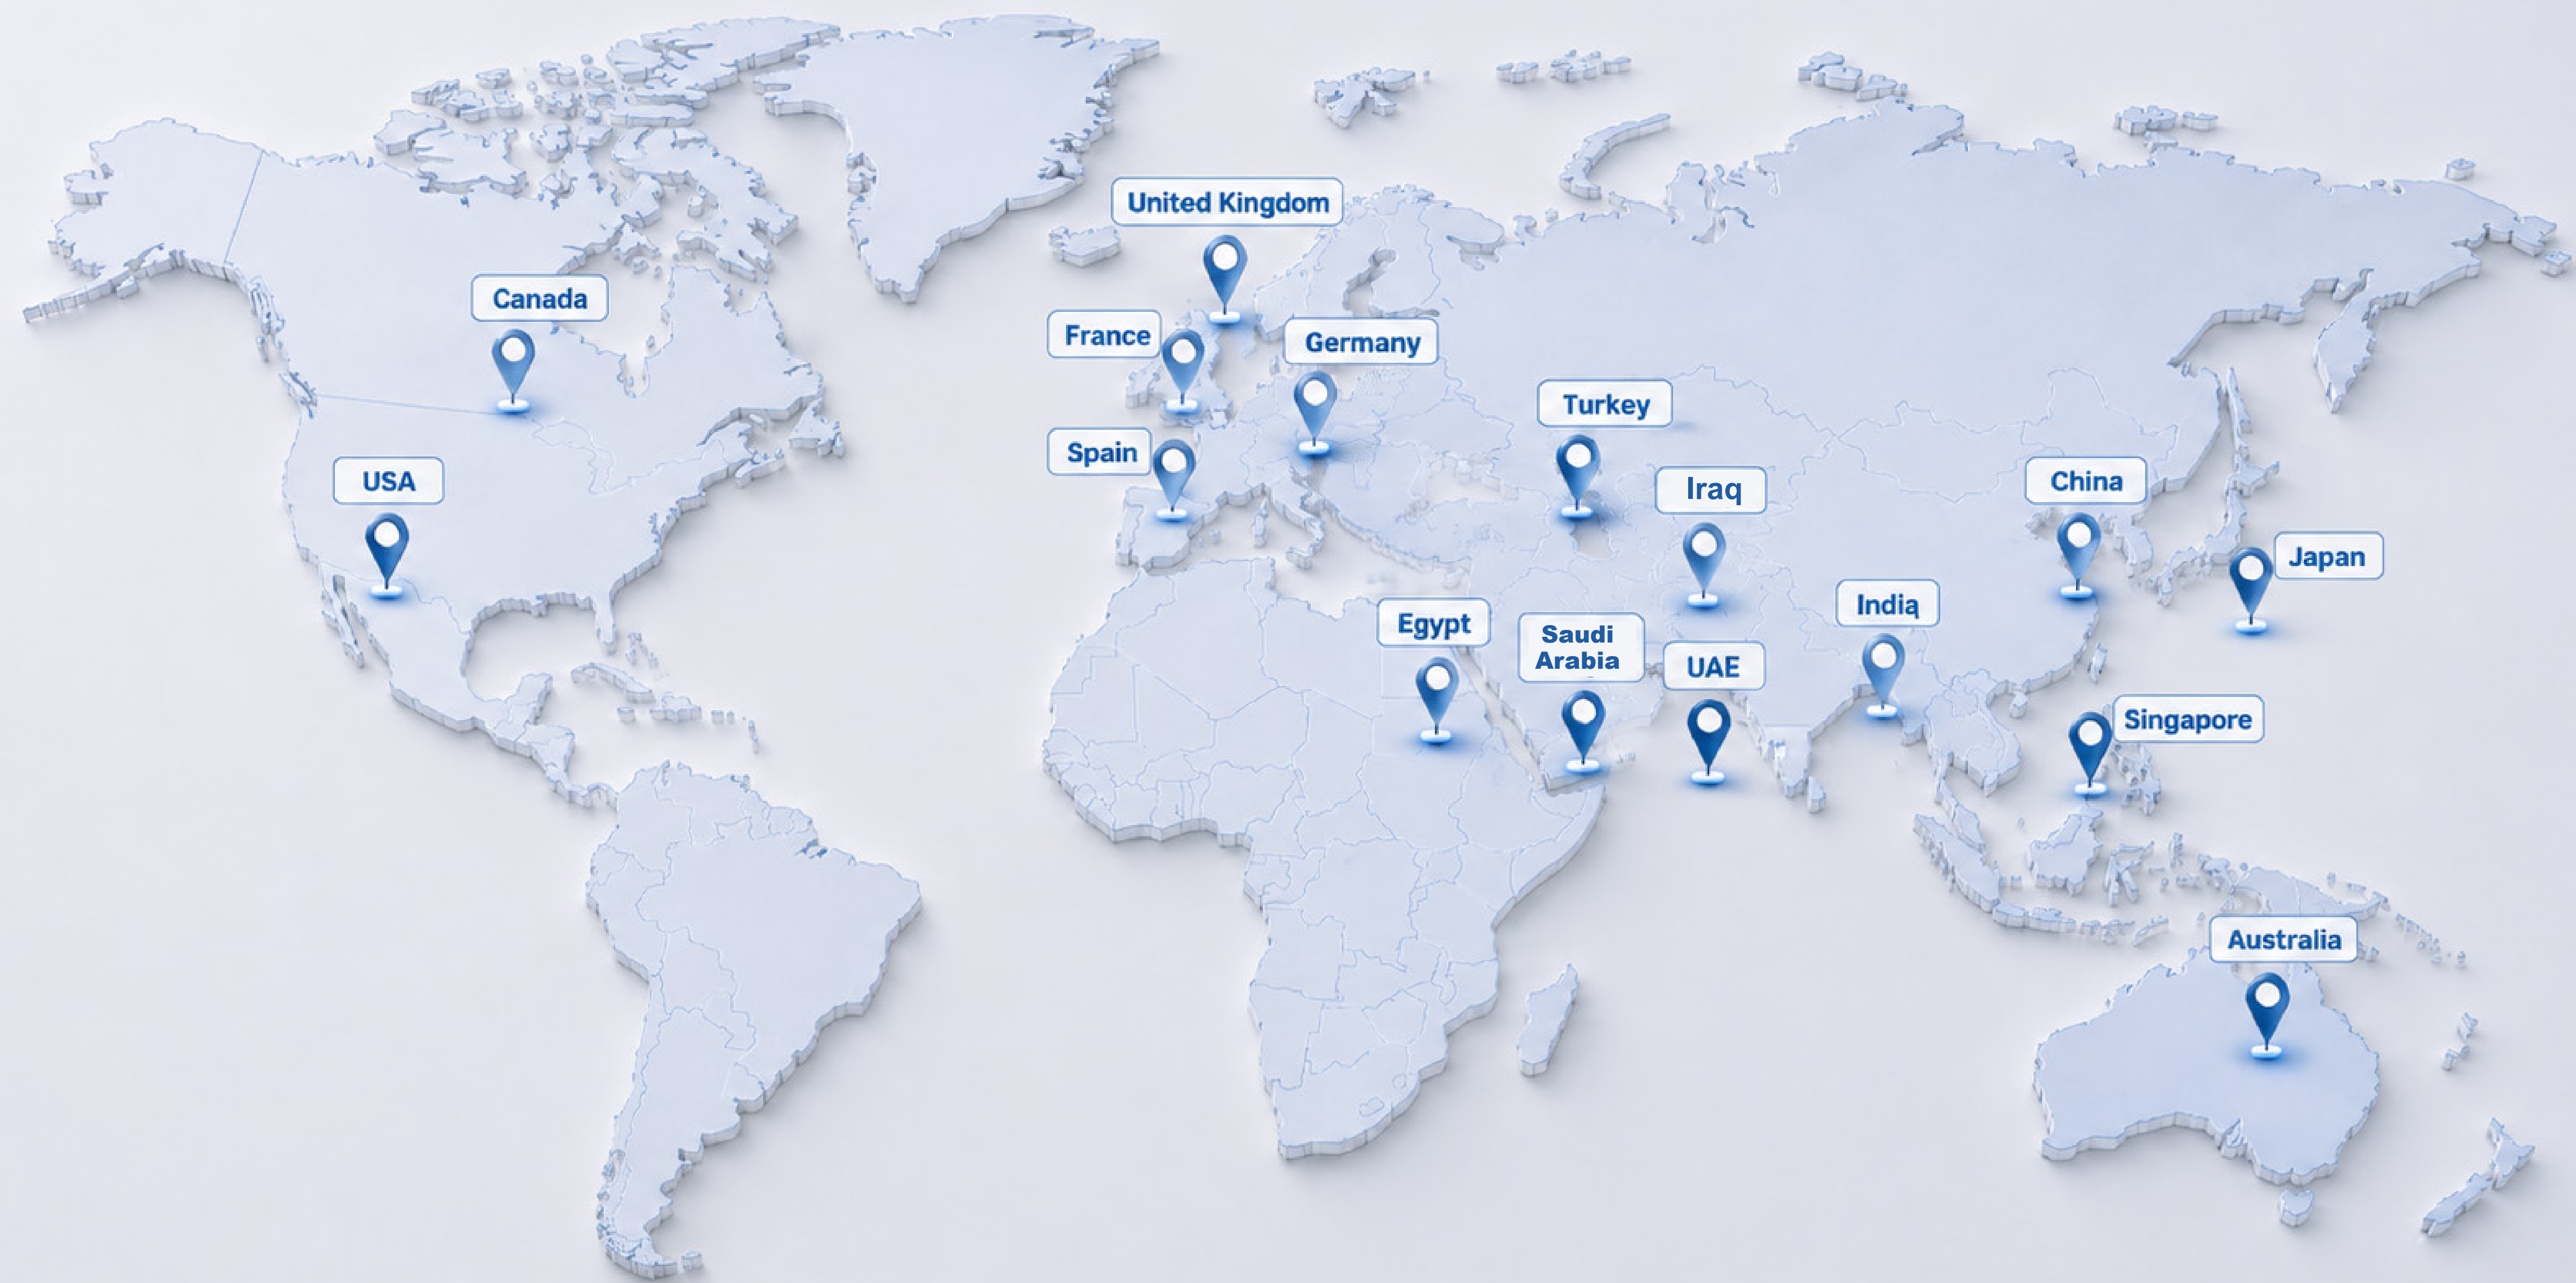 United Kingdom
Canada
France
Germany
Turkey
Spain
USA
Iraq
China
Japan
India
Egypt
Saudi
Arabia
UAE
Singapore
Australia